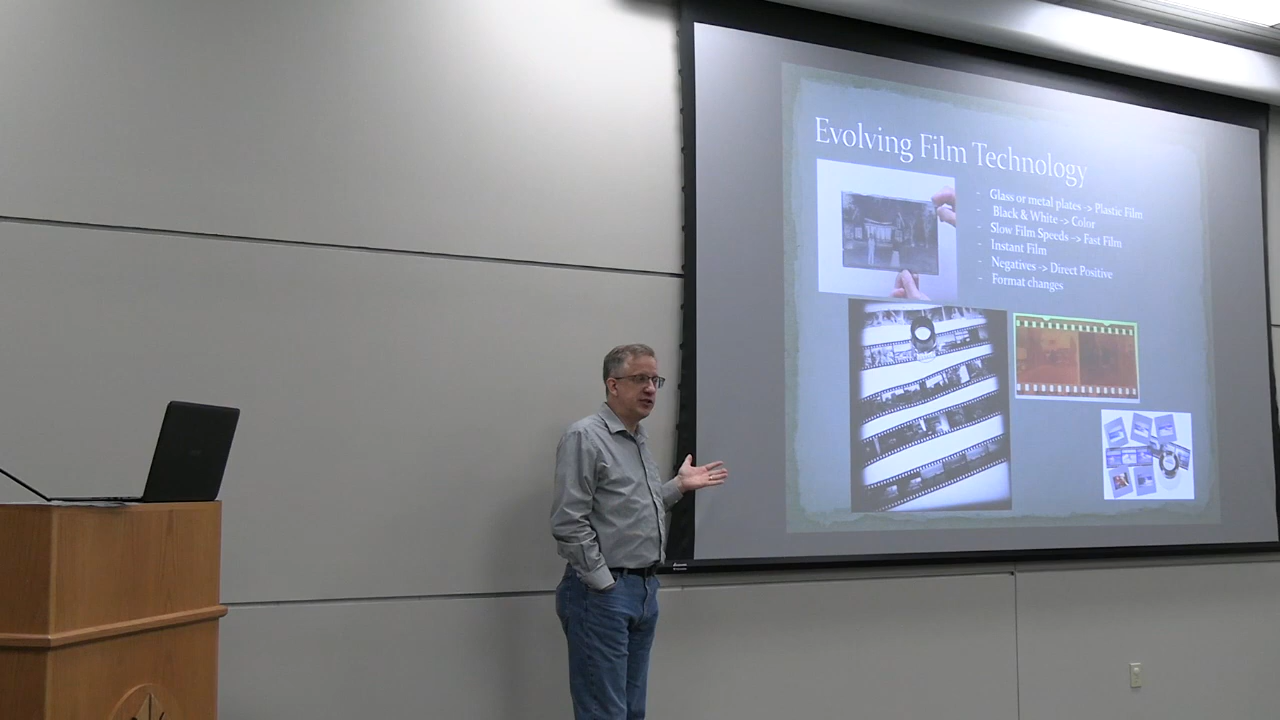 Evolving Film Technology
- Glass or metal plates -> Plastic Film
- Black & White -> Color
- Slow Film Speeds -> Fast Film
- Instant Film
- Negatives -> Direct Positive
- Format changes